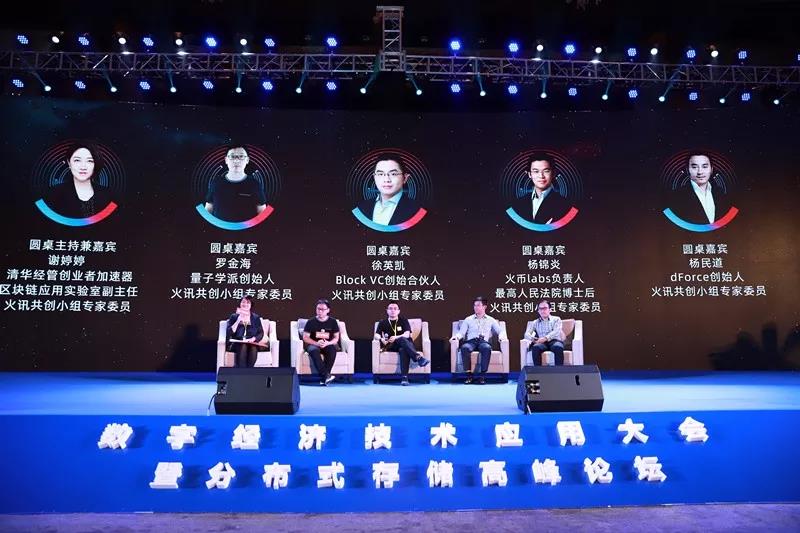 圆桌主持兼嘉宾
谢婷婷
清华经管创业者加速器
区块链应用实验室副主任
火讯共创小组专家委员
圆桌嘉宾
罗金海
量子学派创始人
火讯共创小组专家委员
圆桌嘉宾
徐英凯
Block VC创始合伙人
火讯共创小组专家委员
圆桌嘉宾
杨锦炎
火币labs负责人
最高人民法院博士后
火讯共创小组专家委员
圆桌嘉宾
杨民道
dForce创始人
火讯共创小组专家委员
数字经济技术应用大会
暨分布式存储高峰论坛